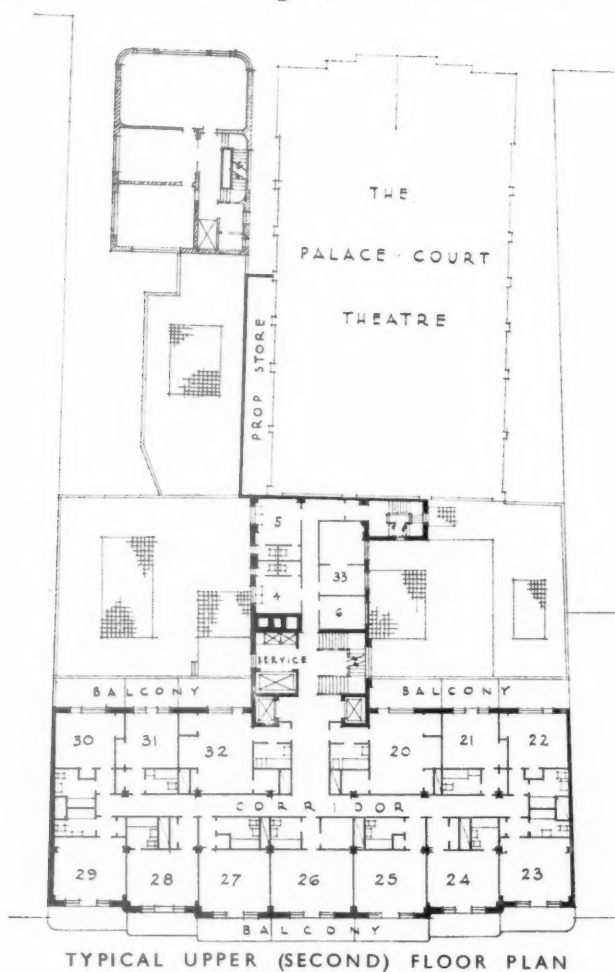 THE
PALACE · COURT
THEATRE
PROP STORE
5
33
4
6
SERVICE
BALCONY
BALCONY
30
31
32
20
21
22
CORRIDOR
29
28
27
26
25
24
23
BALCONY
TYPICAL UPPER (SECOND) FLOOR PLAN